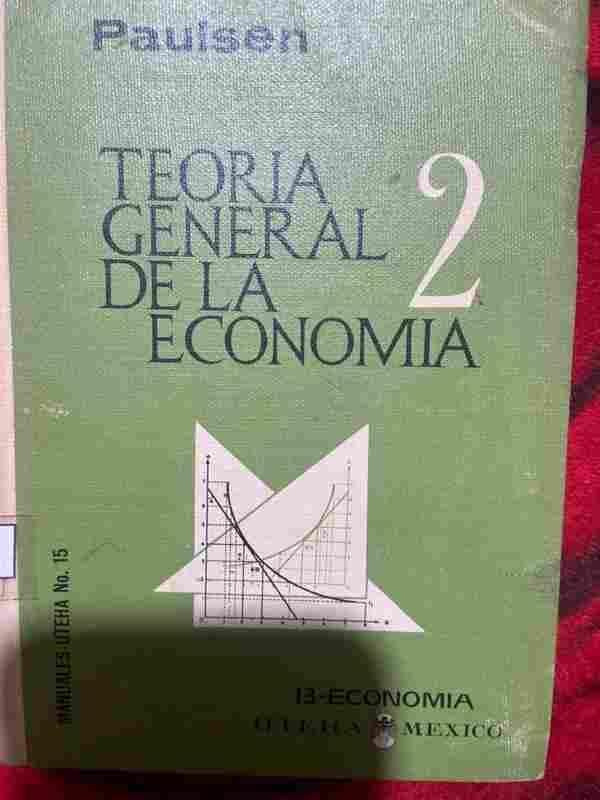 Paulsen
TEORIA
GENERAL
DE LA
ECONOMIA
2
MANUALES-UTEHA No. 15
13-ECONOMIA
UTEHA MEXICO